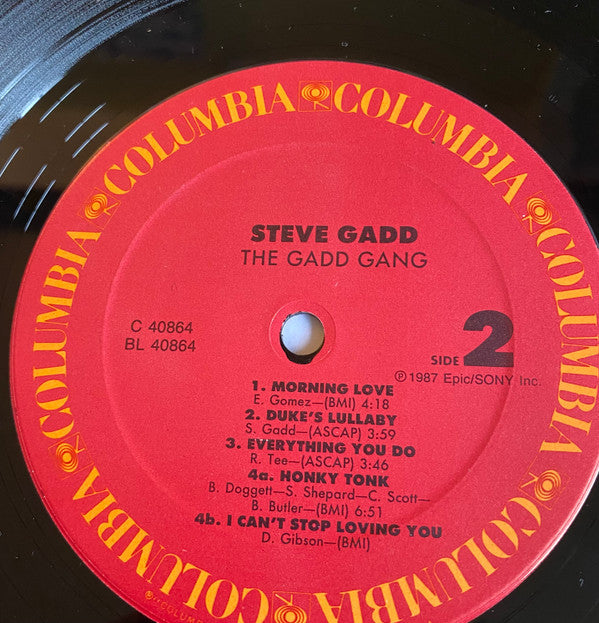 COLUMBIA COLUMBIA COLUMBIA COLUMBIA COLUMBIA COLUMBIA COLUMBIA
STEVE GADD
THE GADD GANG
C 40864
BL 40864
SIDE 2
℗ 1987 Epic/SONY Inc.
1. MORNING LOVE
E. Gomez—(BMI) 4:18
2. DUKE'S LULLABY
S. Gadd—(ASCAP) 3:59
3. EVERYTHING YOU DO
R. Tee—(ASCAP) 3:46
4a. HONKY TONK
B. Doggett—S. Shepard—C. Scott—
B. Butler—(BMI) 6:51
4b. I CAN'T STOP LOVING YOU
D. Gibson—(BMI)